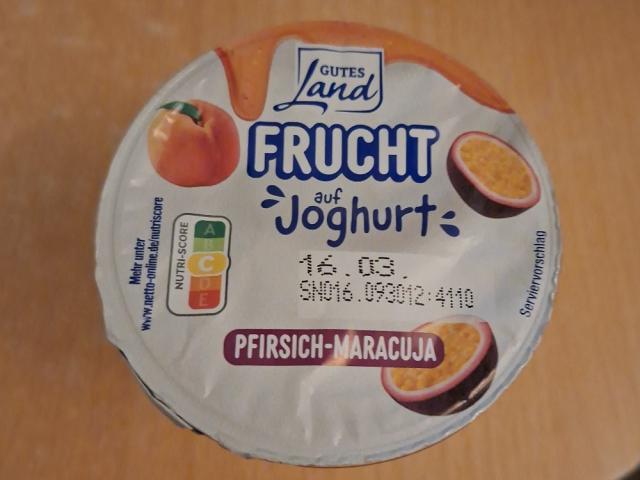 GUTES
Land
FRUCHT
auf
Joghurt
Mehr unter
www.netto-online.de/nutriscore
NUTRI-SCORE
A
B
C
D
E
16.03.
SN016.093012:4110
Serviervorschlag
PFIRSICH-MARACUJA